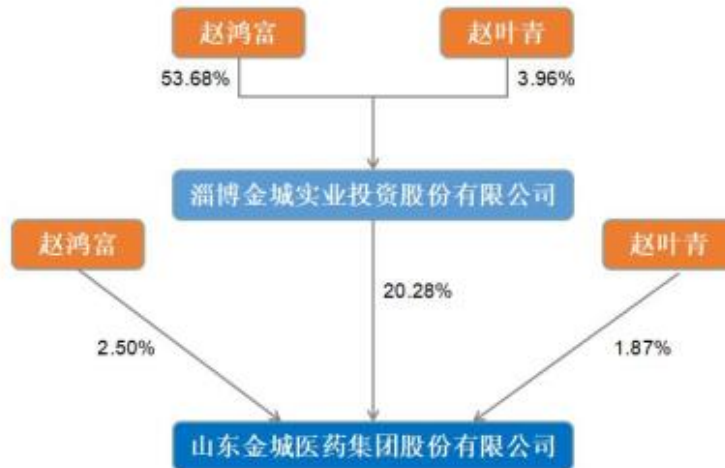 赵鸿富
赵叶青
53.68%
3.96%
淄博金城实业投资股份有限公司
赵鸿富
赵叶青
20.28%
2.50%
1.87%
山东金城医药集团股份有限公司